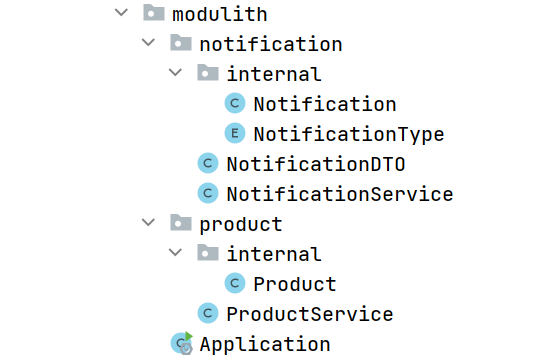 modulith
notification
internal
C Notification
E NotificationType
C NotificationDTO
C NotificationService
product
internal
C Product
C ProductService
C Application